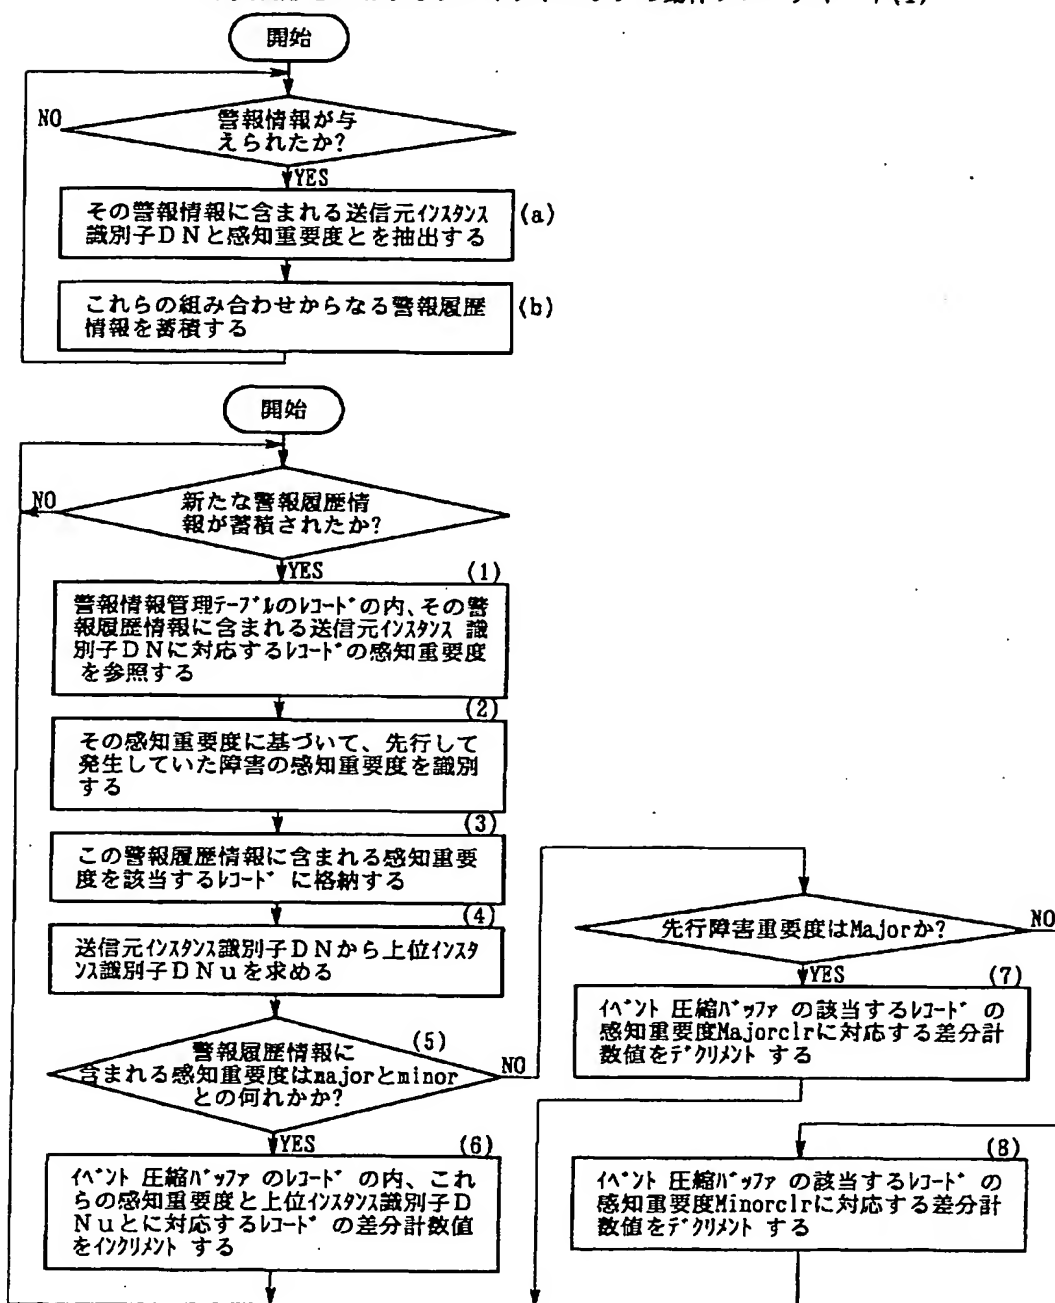 開始
警報情報が与
えられたか?
NO
YES
その警報情報に含まれる送信元インスタンス
識別子DNと感知重要度とを抽出する
(a)
これらの組み合わせからなる警報履歴
情報を蓄積する
(b)
開始
新たな警報履歴情
報が蓄積されたか?
NO
YES
(1)
警報情報管理テーブルのレコードの内、その警
報履歴情報に含まれる送信元インスタンス 識
別子DNに対応するレコードの感知重要度
を参照する
(2)
その感知重要度に基づいて、先行して
発生していた障害の感知重要度を識別
する
(3)
この警報履歴情報に含まれる感知重要
度を該当するレコード に格納する
(4)
送信元インスタンス識別子DNから上位インスタ
ンス識別子DNuを求める
(5)
警報履歴情報に
含まれる感知重要度はmajorとminor
との何れかか?
NO
YES
(6)
イベント 圧縮バッファ のレコード の内、これ
らの感知重要度と上位インスタンス識別子D
Nuとに対応するレコード の差分計数値
をインクリメント する
先行障害重要度はMajorか?
NO
YES
(7)
イベント 圧縮バッファ の該当するレコード の
感知重要度Majorclrに対応する差分計
数値をデクリメント する
(8)
イベント 圧縮バッファ の該当するレコード の
感知重要度Minorclrに対応する差分計
数値をデクリメント する